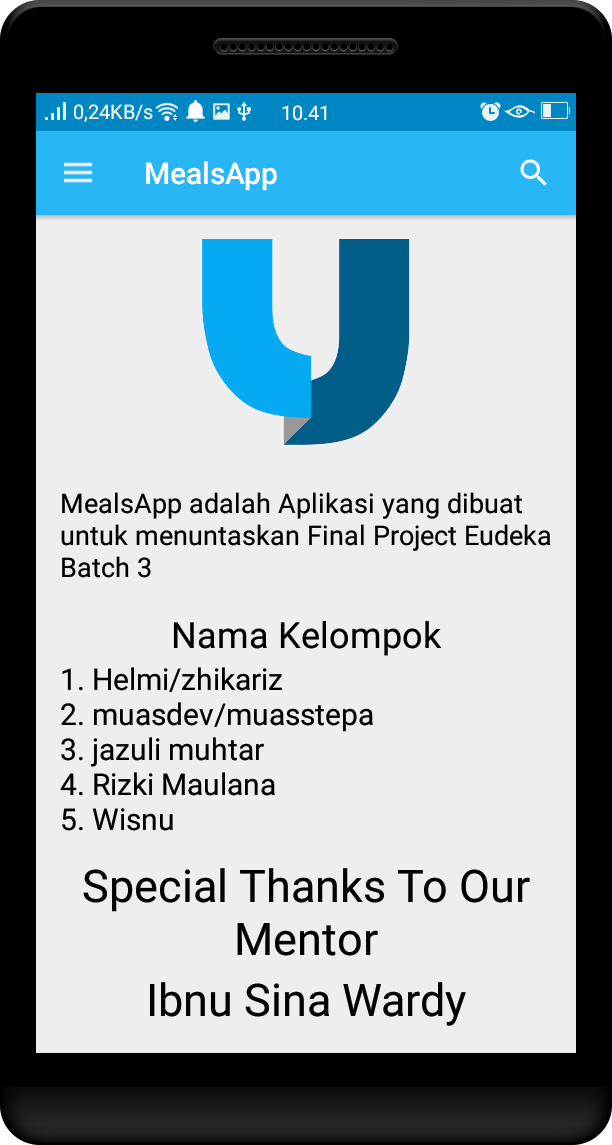 0,24KB/s 10.41
MealsApp
MealsApp adalah Aplikasi yang dibuat
untuk menuntaskan Final Project Eudeka
Batch 3
Nama Kelompok
1. Helmi/zhikariz
2. muasdev/muasstepa
3. jazuli muhtar
4. Rizki Maulana
5. Wisnu
Special Thanks To Our
Mentor
Ibnu Sina Wardy